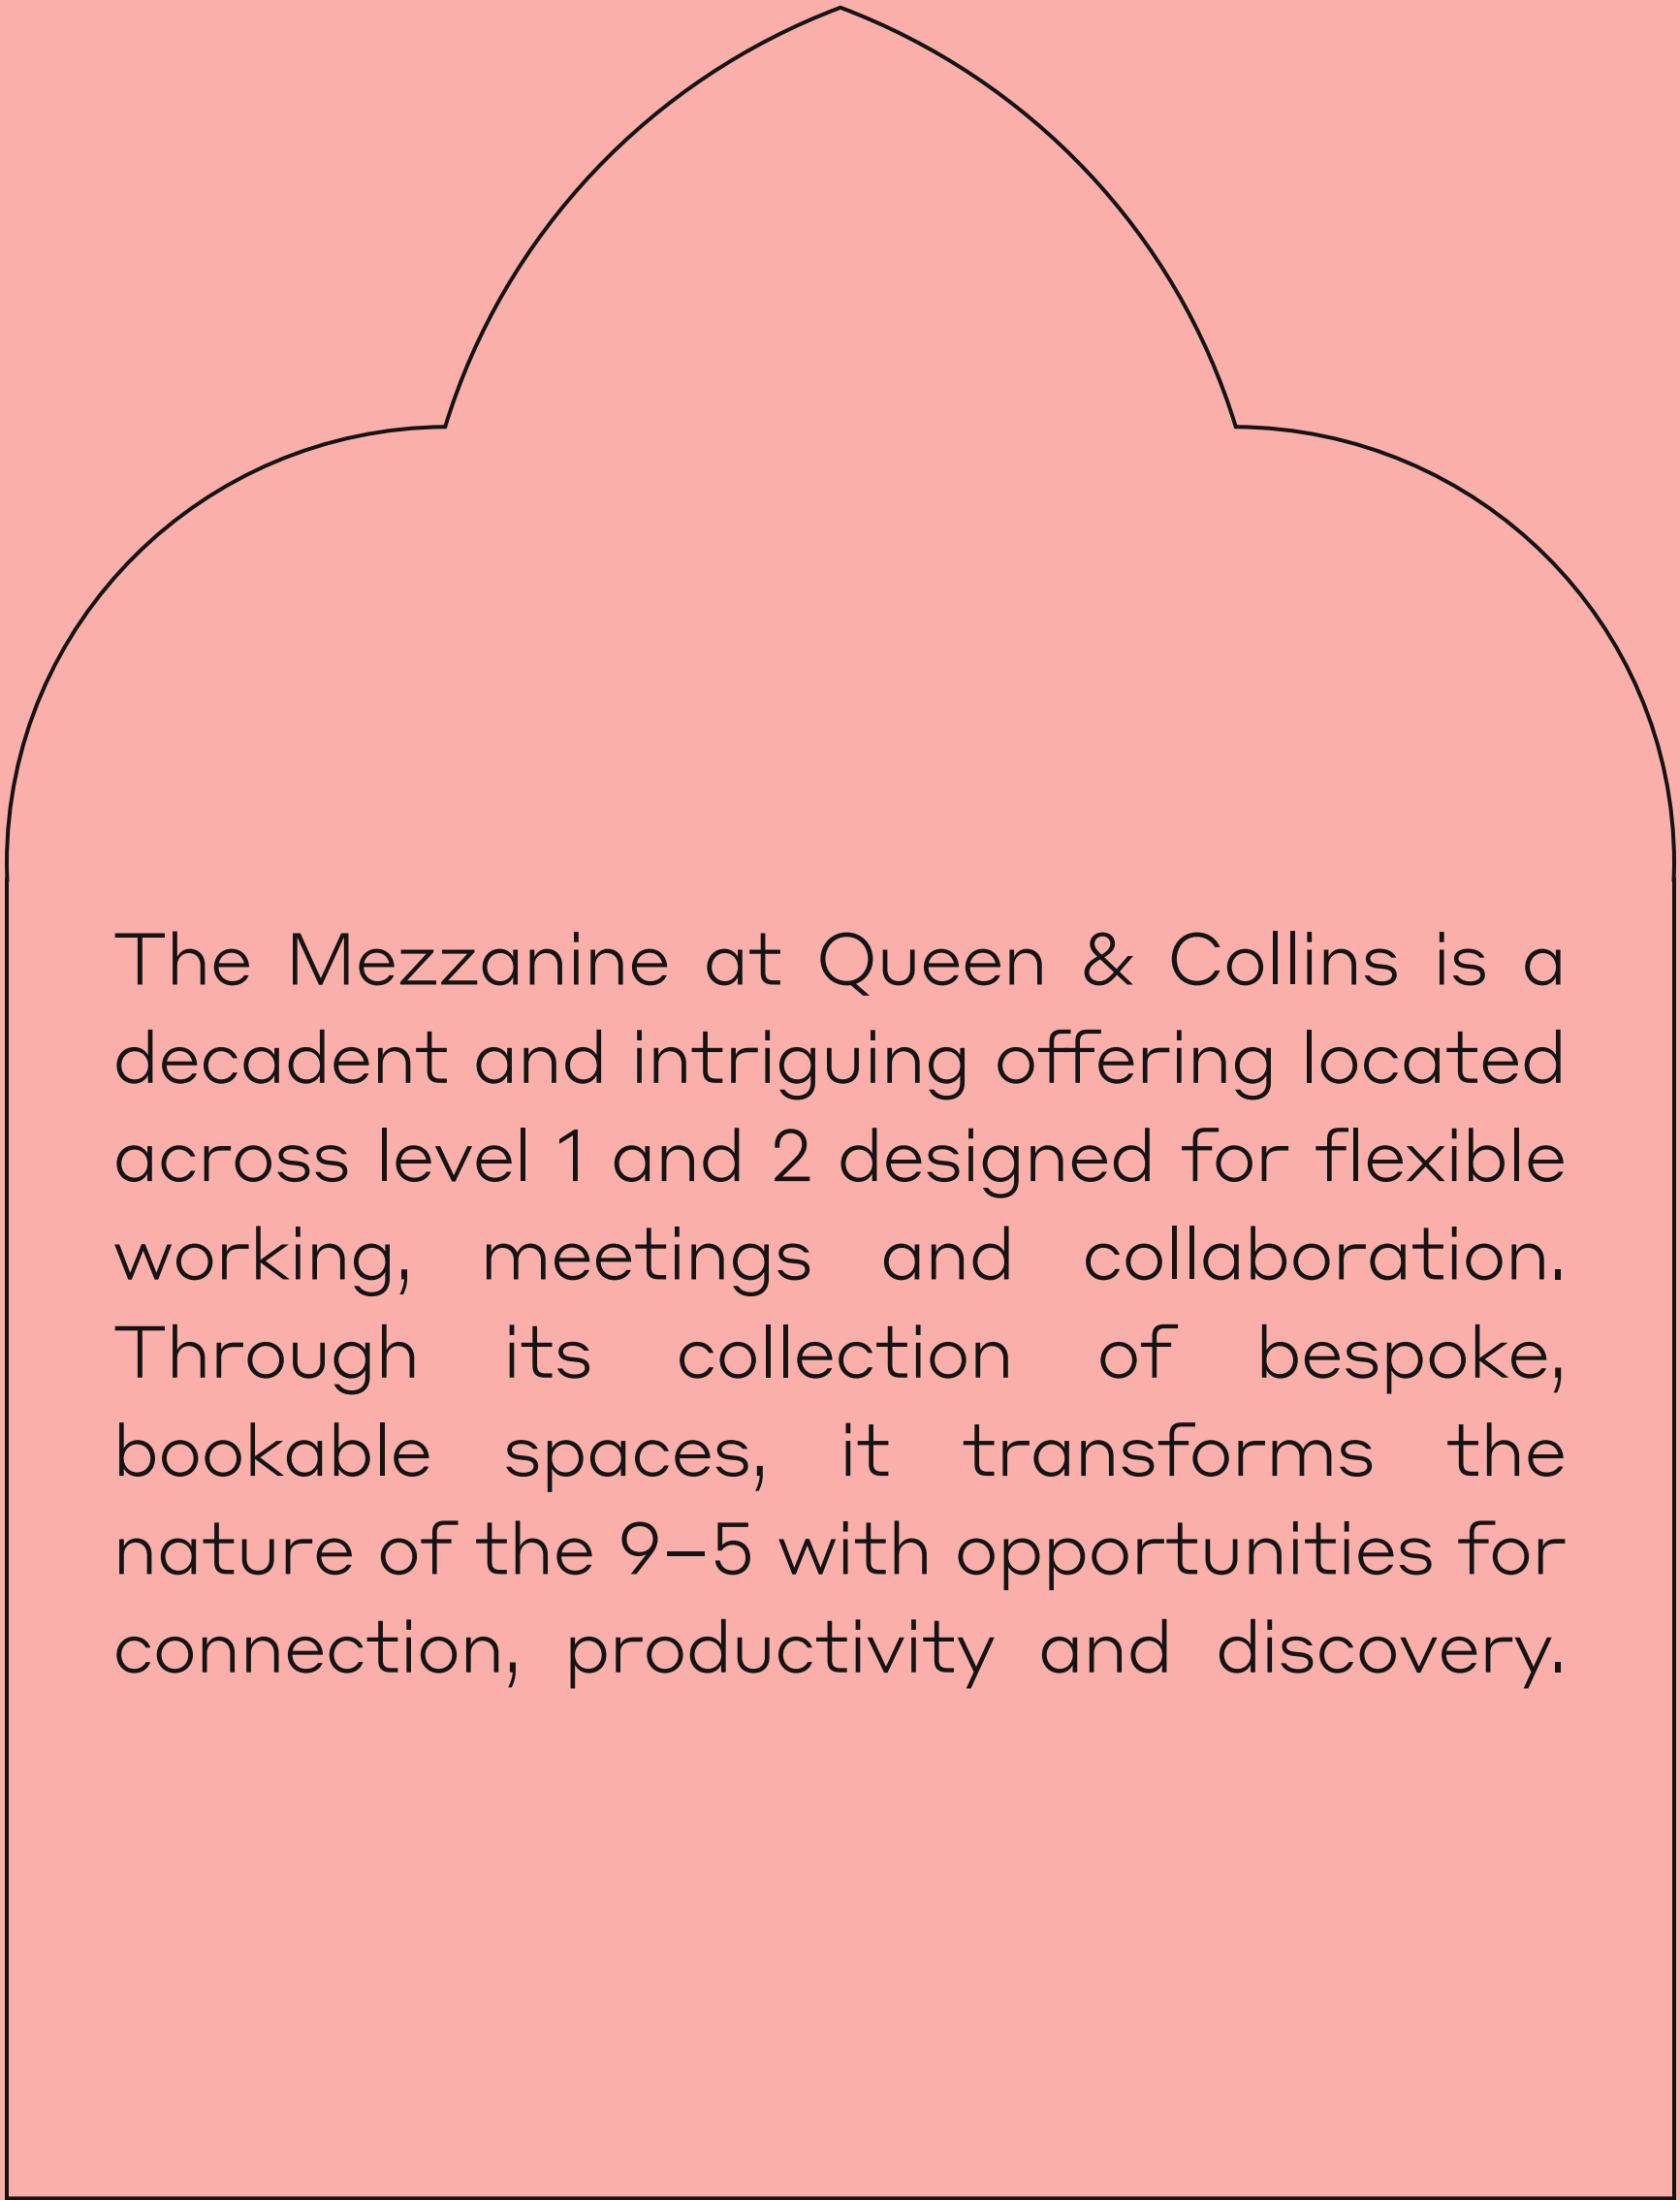 The Mezzanine at Queen & Collins is a
decadent and intriguing offering located
across level 1 and 2 designed for flexible
working, meetings and collaboration.
Through its collection of bespoke,
bookable spaces, it transforms the
nature of the 9–5 with opportunities for
connection, productivity and discovery.